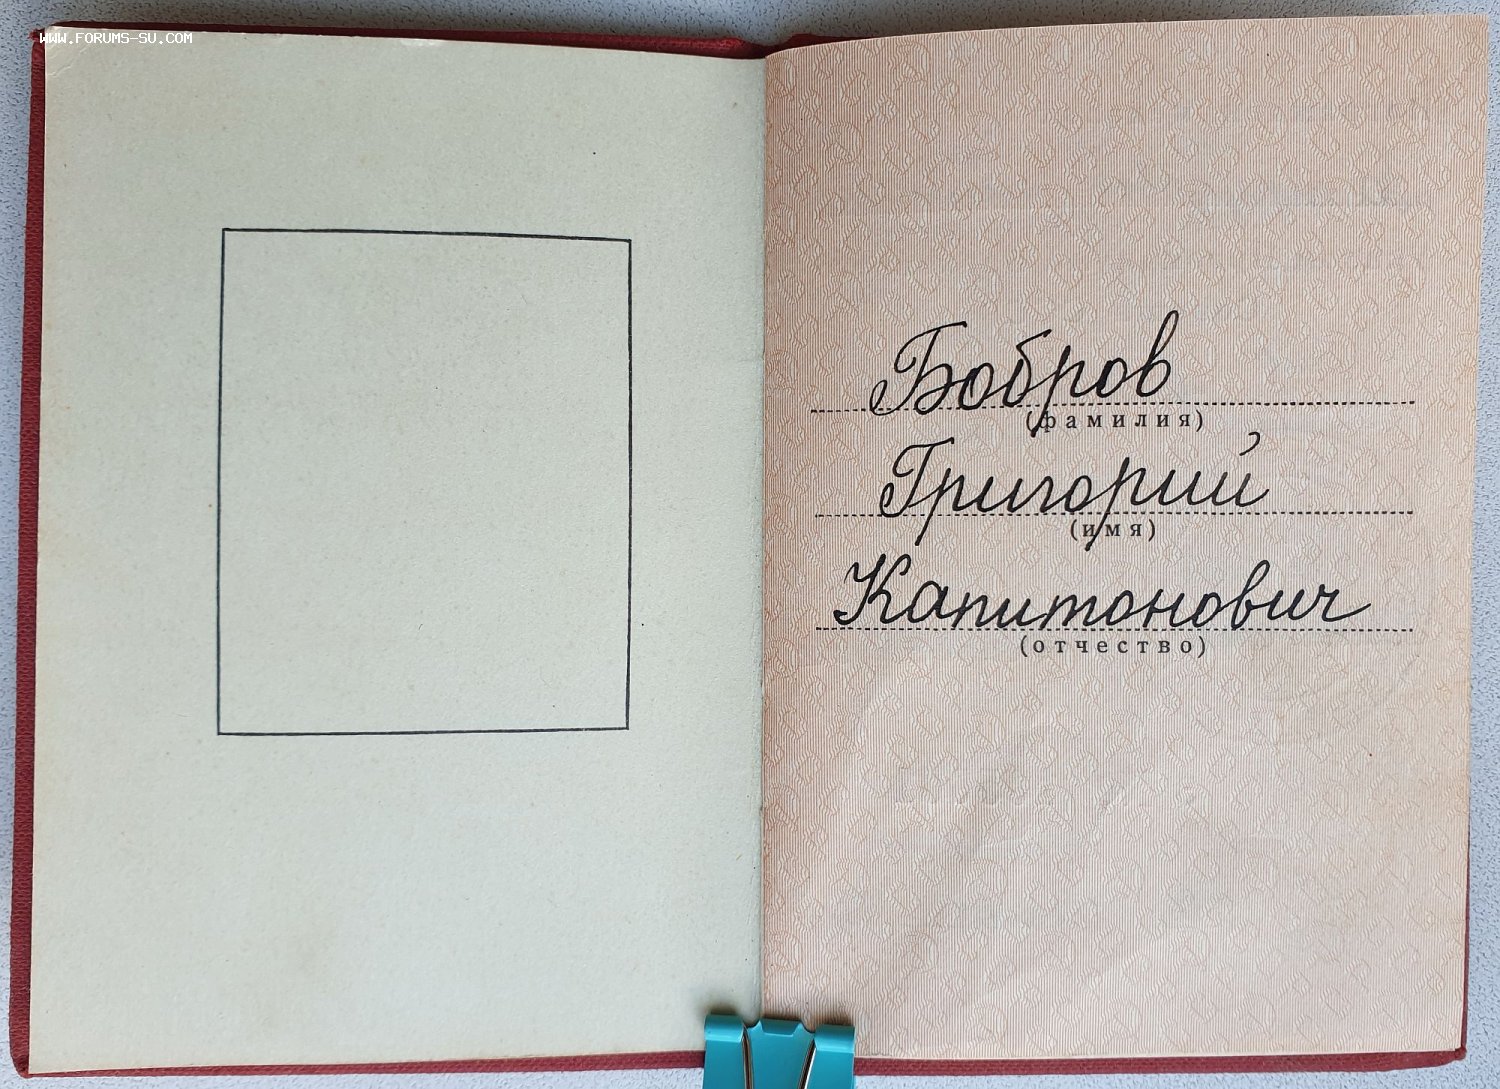 WWW.FORUMS-SU.COM
Бобров
(фамилия)
Григорий
(имя)
Капитонович
(отчество)